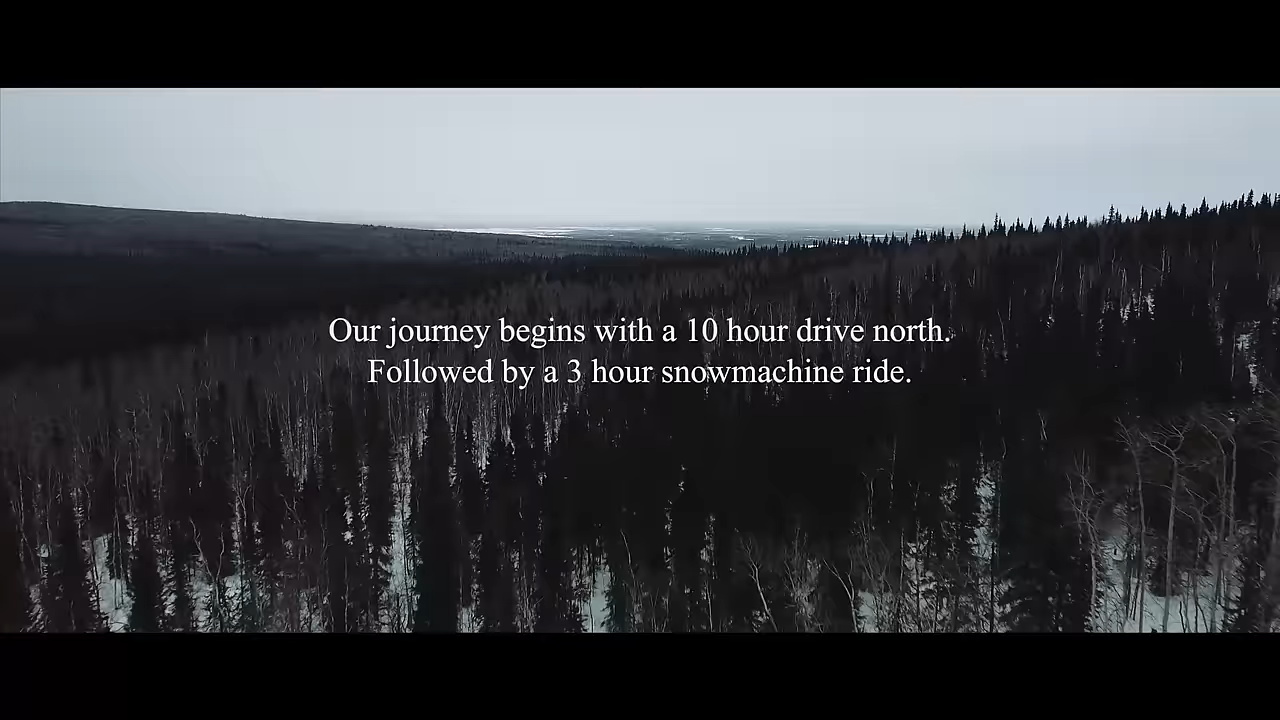 Our journey begins with a 10 hour drive north.
Followed by a 3 hour snowmachine ride.